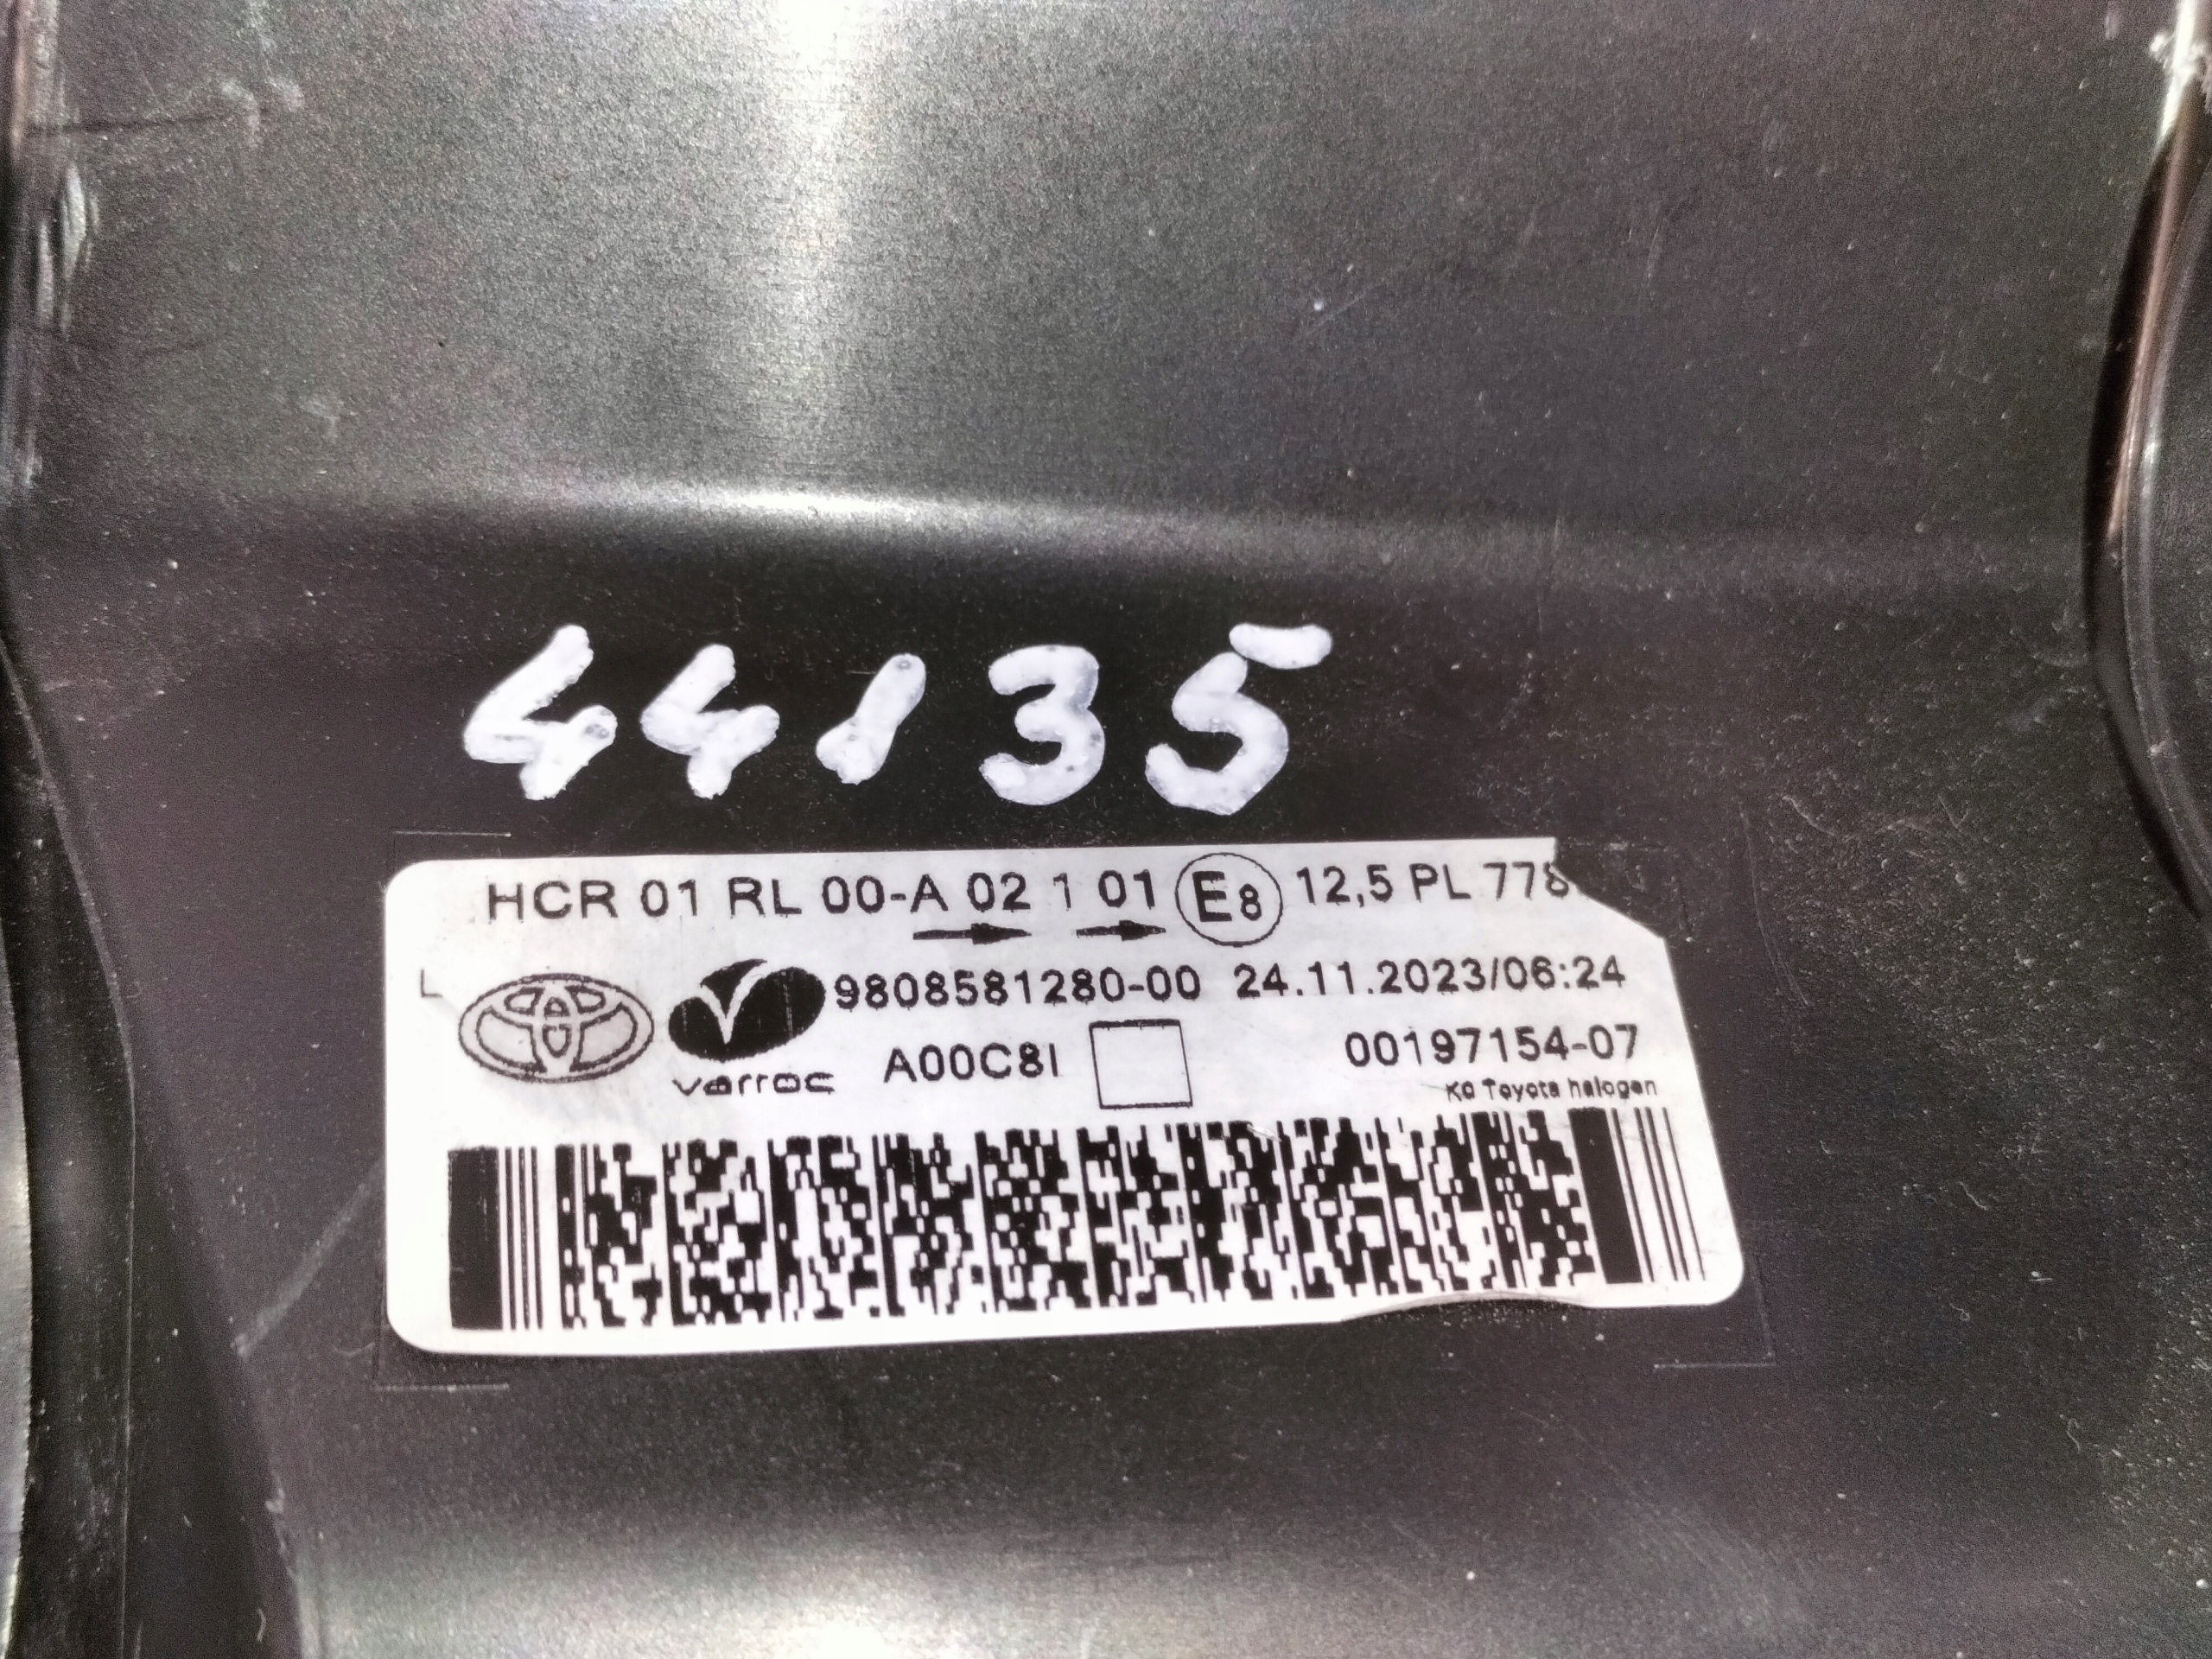 44135
HCR 01 RL 00-A 02 1 01 E8 12,5 PL 778
L
9808581280-00 24.11.2023/06:24
varroc A00C8I 00197154-07
K0 Toyota halogen